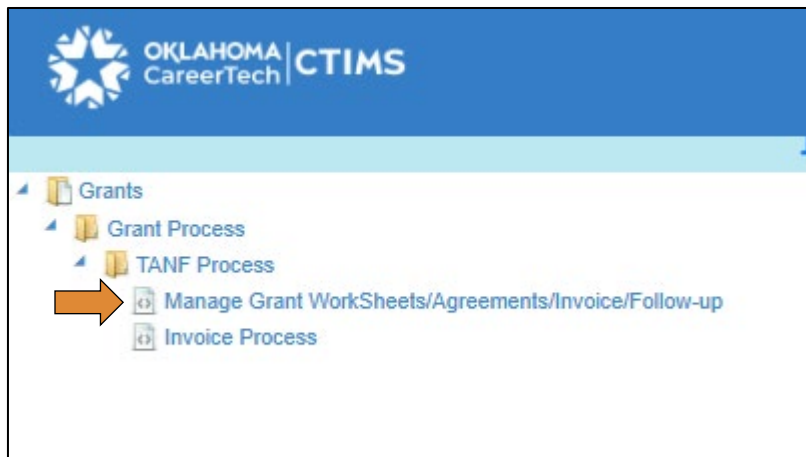 OKLAHOMA
CareerTech
CTIMS
Grants
Grant Process
TANF Process
Manage Grant WorkSheets/Agreements/Invoice/Follow-up
Invoice Process